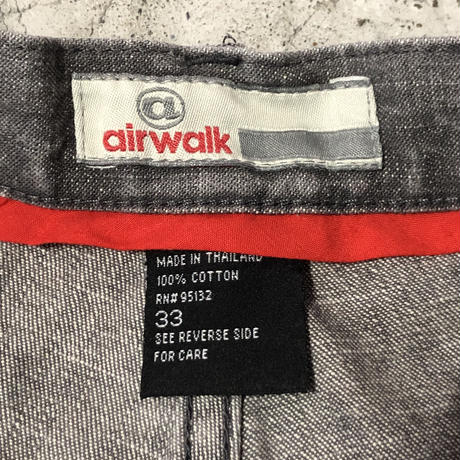 @
airwalk
MADE IN THAILAND
100% COTTON
RN#95132
33
SEE REVERSE SIDE
FOR CARE